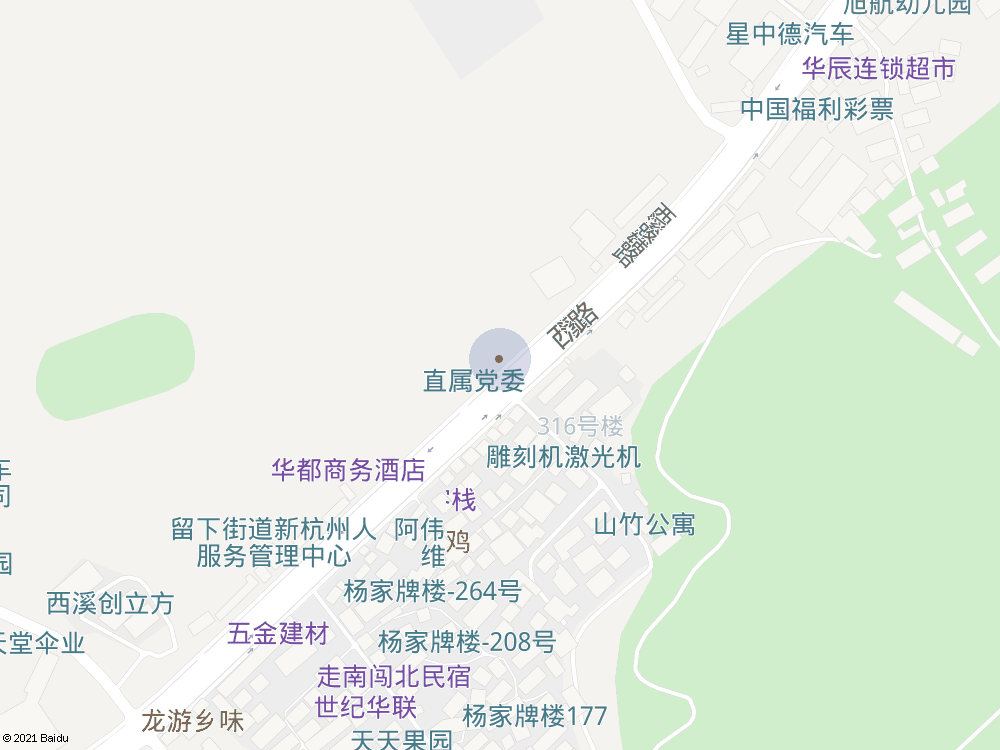 旭航幼儿园
星中德汽车
华辰连锁超市
中国福利彩票
西溪路
西溪路
直属党委
316号楼
雕刻机激光机
华都商务酒店
栈
山竹公寓
留下街道新杭州人
服务管理中心
阿伟
维
鸡
杨家牌楼-264号
西溪创立方
五金建材
天堂伞业
杨家牌楼-208号
走南闯北民宿
世纪华联
龙游乡味
杨家牌楼177
天天果园
© 2021 Baidu